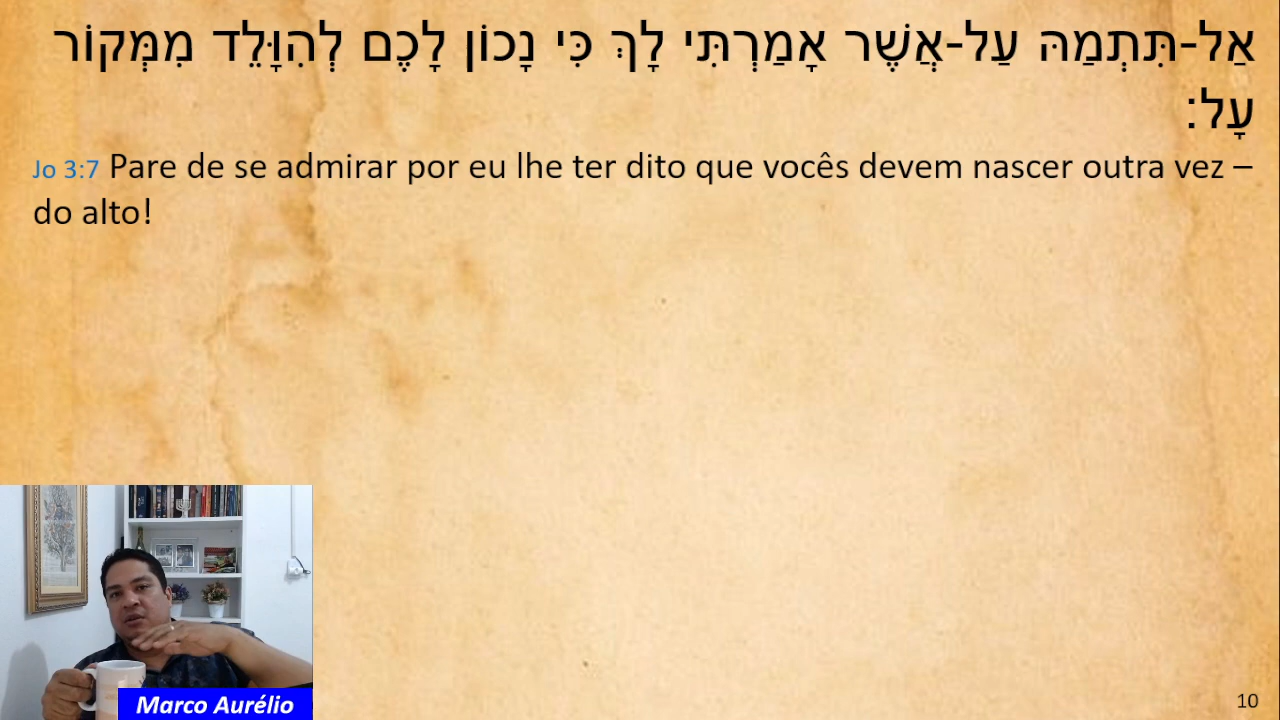 אַל-תִּתְמַהּ עַל-אֲשֶׁר אָמַרְתִּי לָךְ כִּי נָכוֹן לָכֶם לְהִוָּלֵד מִמְּקוֹר
עָל׃
Jo 3:7 Pare de se admirar por eu lhe ter dito que vocês devem nascer outra vez –
do alto!
Marco Aurélio
10